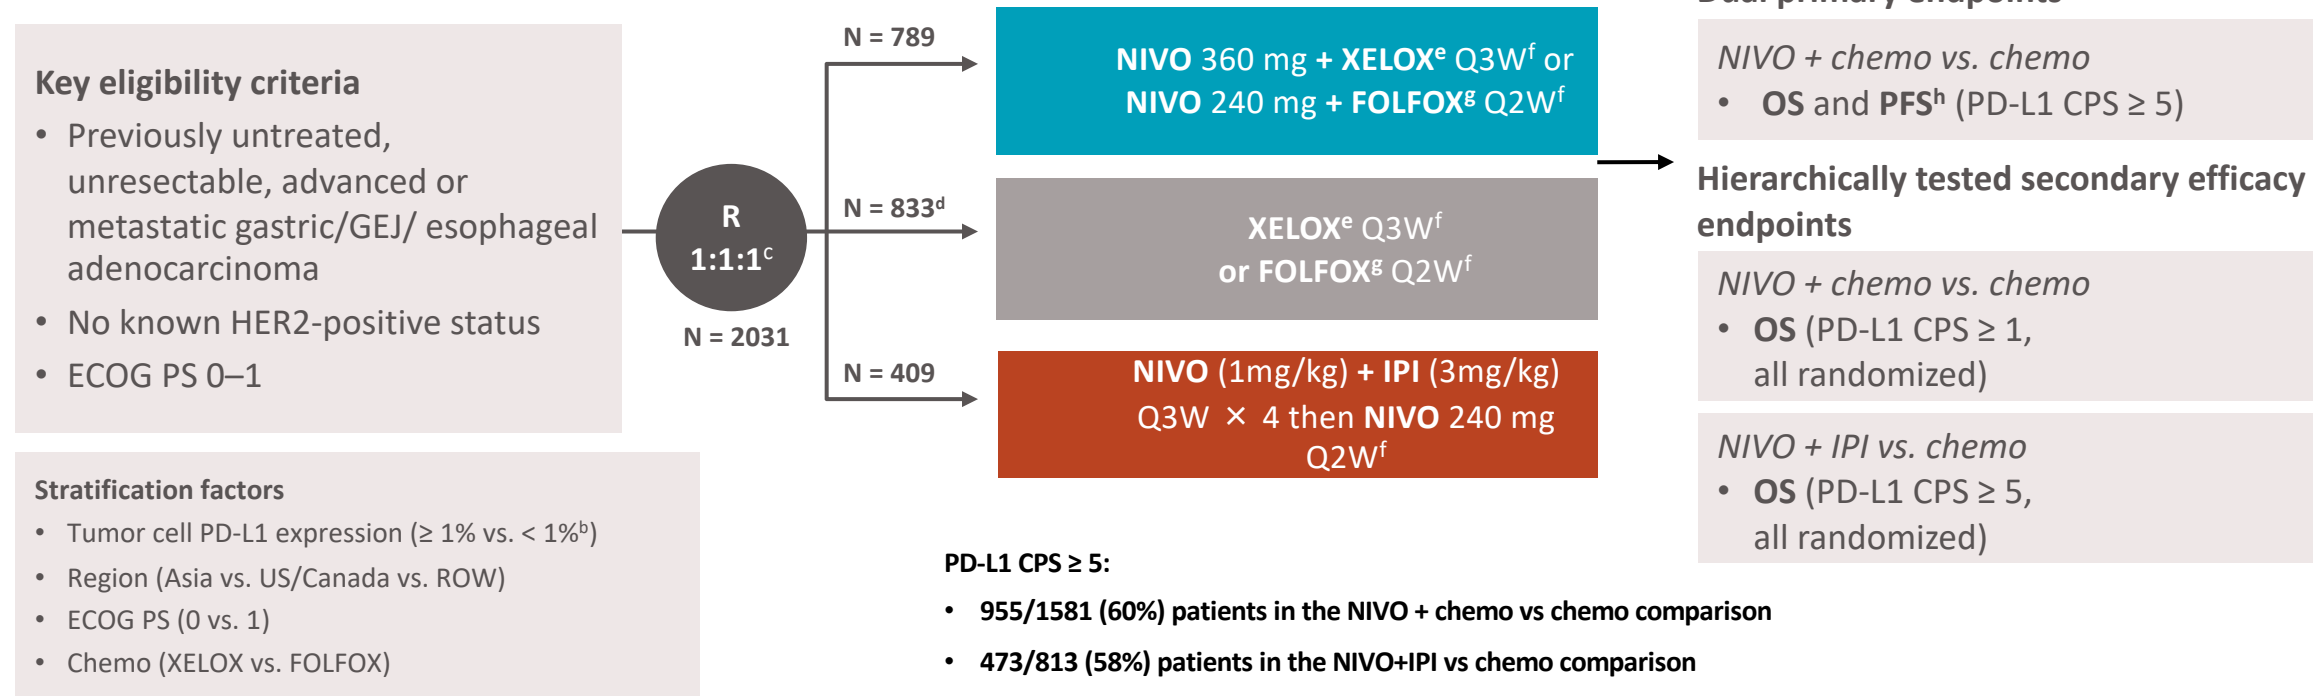 Key eligibility criteria
• Previously untreated,
unresectable, advanced or
metastatic gastric/GEJ/ esophageal
adenocarcinoma
• No known HER2-positive status
• ECOG PS 0–1
Stratification factors
• Tumor cell PD-L1 expression (≥ 1% vs. < 1%ᵇ)
• Region (Asia vs. US/Canada vs. ROW)
• ECOG PS (0 vs. 1)
• Chemo (XELOX vs. FOLFOX)
R
1:1:1ᶜ
N = 2031
N = 789
NIVO 360 mg + XELOXᵉ Q3Wᶠ or
NIVO 240 mg + FOLFOXᵍ Q2Wᶠ
N = 833ᵈ
XELOXᵉ Q3Wᶠ
or FOLFOXᵍ Q2Wᶠ
N = 409
NIVO (1mg/kg) + IPI (3mg/kg)
Q3W × 4 then NIVO 240 mg
Q2Wᶠ
PD-L1 CPS ≥ 5:
• 955/1581 (60%) patients in the NIVO + chemo vs chemo comparison
• 473/813 (58%) patients in the NIVO+IPI vs chemo comparison
Dual primary endpoints
NIVO + chemo vs. chemo
• OS and PFSʰ (PD-L1 CPS ≥ 5)
Hierarchically tested secondary efficacy
endpoints
NIVO + chemo vs. chemo
• OS (PD-L1 CPS ≥ 1,
all randomized)
NIVO + IPI vs. chemo
• OS (PD-L1 CPS ≥ 5,
all randomized)